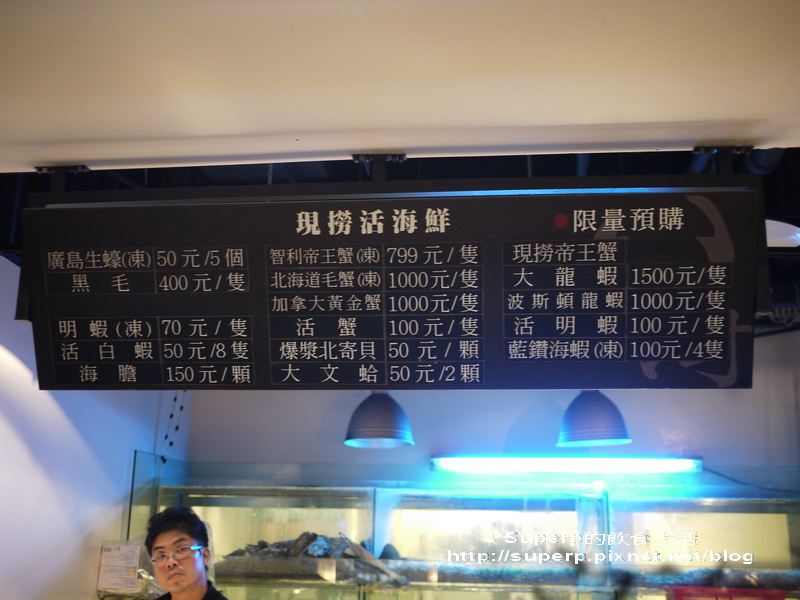 現撈活海鮮
●限量預購
廣島生蠔(凍) 50元/5個
黑毛 400元/隻
明蝦(凍) 70元/隻
活白蝦 50元/8隻
海膽 150元/顆
智利帝王蟹(凍) 799元/隻
北海道毛蟹(凍) 1000元/隻
加拿大黃金蟹 1000元/隻
活蟹 100元/隻
爆漿北寄貝 50元/顆
大文蛤 50元/2顆
現撈帝王蟹
大龍蝦 1500元/隻
波斯頓龍蝦 1000元/隻
活明蝦 100元/隻
藍鑽海蝦(凍) 100元/4隻
Superp的飲食生活
http://superp.pixnet.net/blog